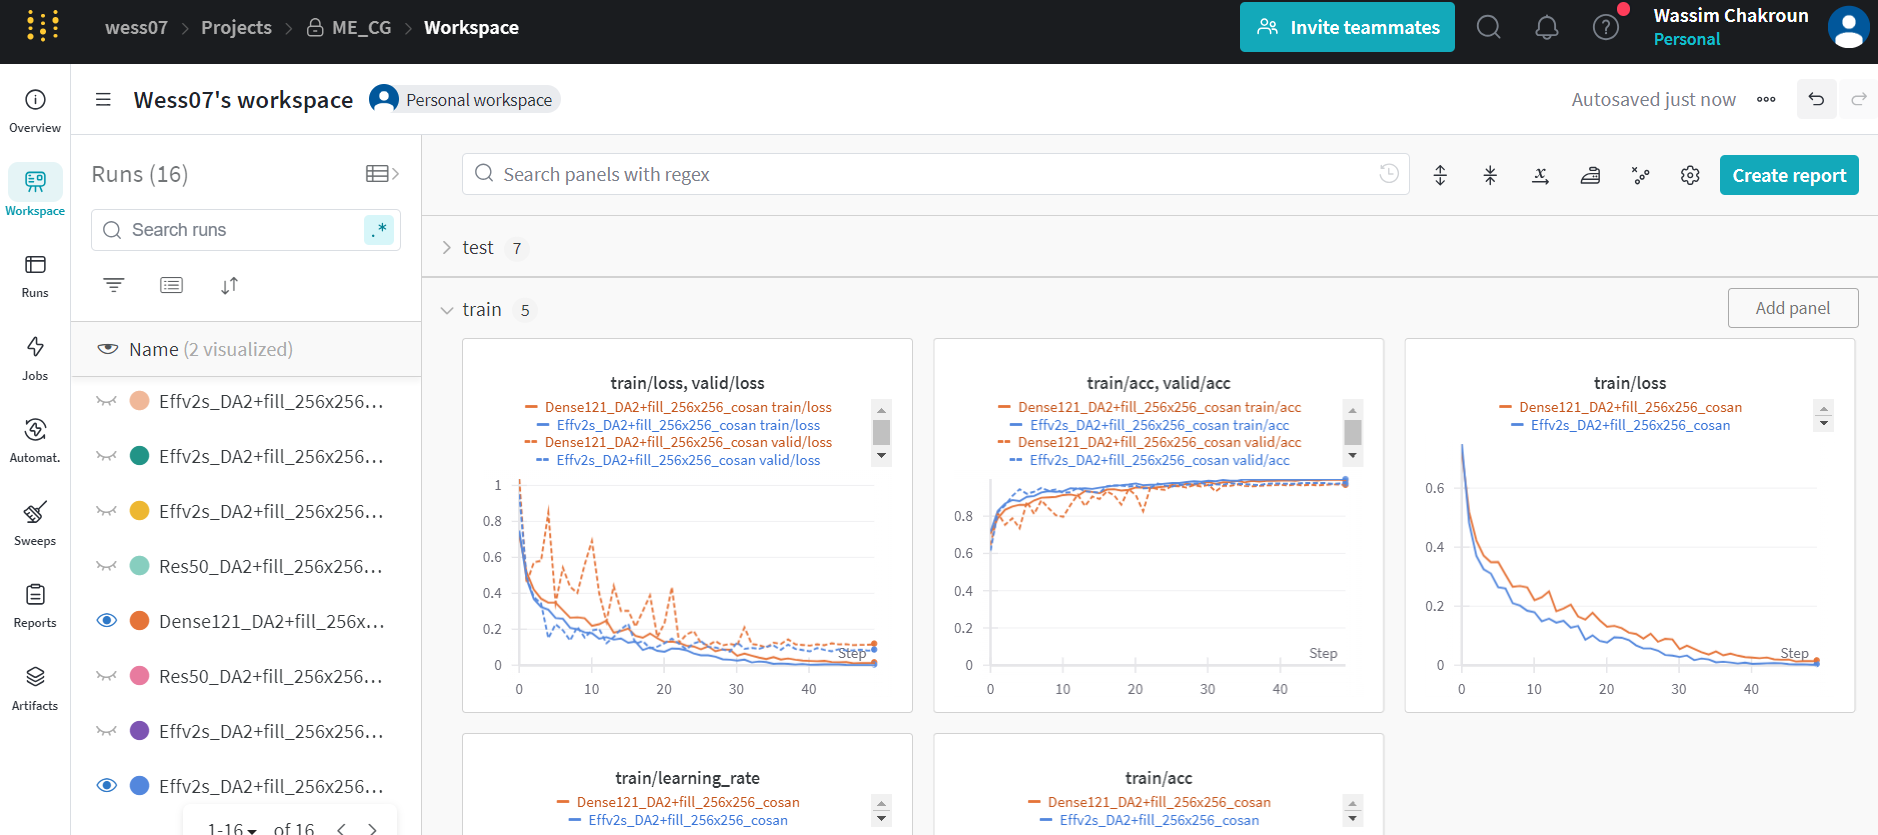 wess07 > Projects > ME_CG > Workspace
Invite teammates
Wassim Chakroun
Personal
Overview
Workspace
Runs
Jobs
Automat.
Sweeps
Reports
Artifacts
Wess07's workspace
Personal workspace
Autosaved just now
Runs (16)
Search runs
.*
Name (2 visualized)
Effv2s_DA2+fill_256x256...
Effv2s_DA2+fill_256x256...
Effv2s_DA2+fill_256x256...
Res50_DA2+fill_256x256...
Dense121_DA2+fill_256x...
Res50_DA2+fill_256x256...
Effv2s_DA2+fill_256x256...
Effv2s_DA2+fill_256x256...
1-16 of 16
Search panels with regex
Create report
test 7
train 5
Add panel
train/loss, valid/loss
Dense121_DA2+fill_256x256_cosan train/loss
Effv2s_DA2+fill_256x256_cosan train/loss
Dense121_DA2+fill_256x256_cosan valid/loss
Effv2s_DA2+fill_256x256_cosan valid/loss
1
0.8
0.6
0.4
0.2
0
Step
0 10 20 30 40
train/acc, valid/acc
Dense121_DA2+fill_256x256_cosan train/acc
Effv2s_DA2+fill_256x256_cosan train/acc
Dense121_DA2+fill_256x256_cosan valid/acc
Effv2s_DA2+fill_256x256_cosan valid/acc
0.8
0.6
0.4
0.2
0
Step
0 10 20 30 40
train/loss
Dense121_DA2+fill_256x256_cosan
Effv2s_DA2+fill_256x256_cosan
0.6
0.4
0.2
0
Step
0 10 20 30 40
train/learning_rate
Dense121_DA2+fill_256x256_cosan
Effv2s_DA2+fill_256x256_cosan
train/acc
Dense121_DA2+fill_256x256_cosan
Effv2s_DA2+fill_256x256_cosan